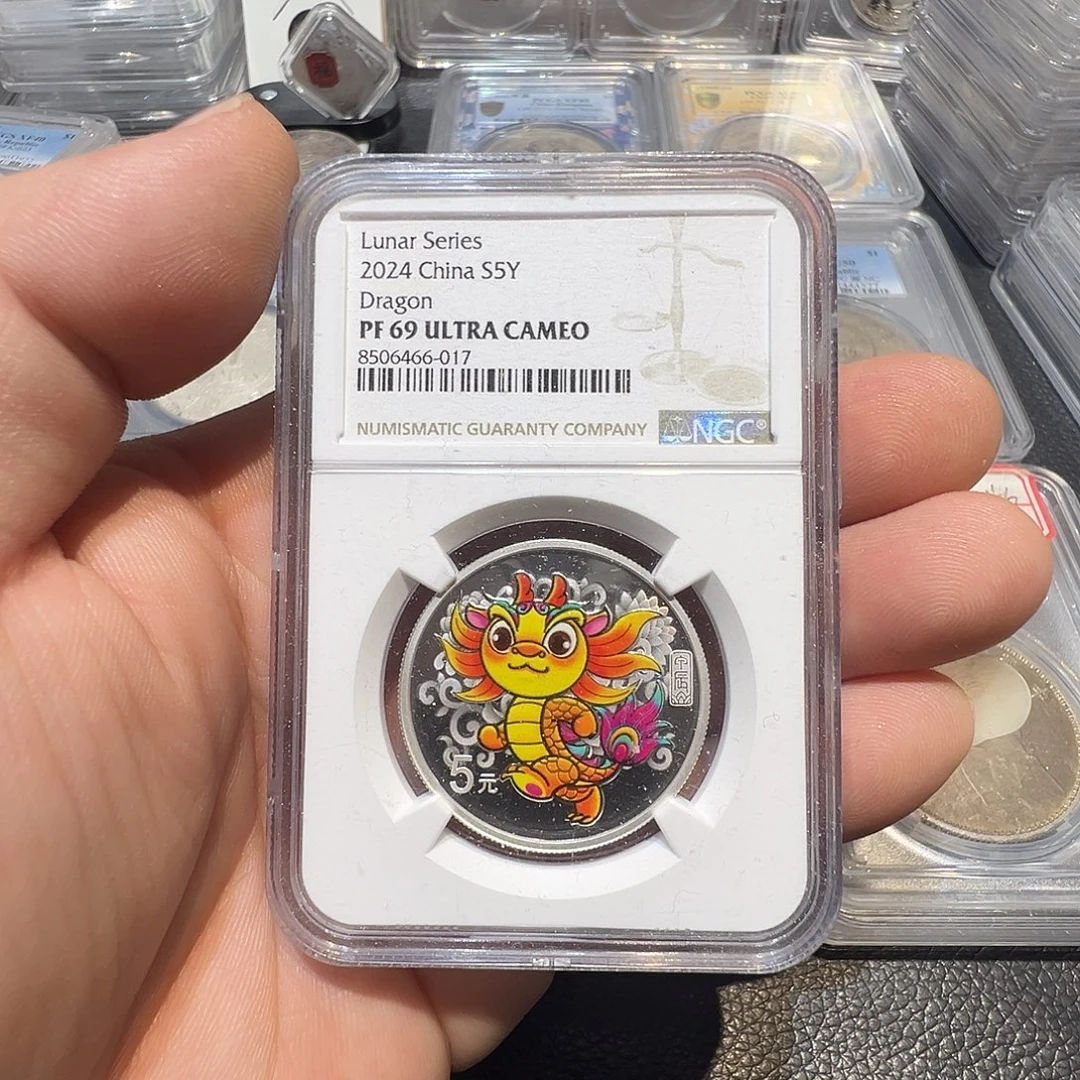 Lunar Series
2024 China S5Y
Dragon
PF 69 ULTRA CAMEO
8506466-017
NUMISMATIC GUARANTY COMPANY NGC®
5元